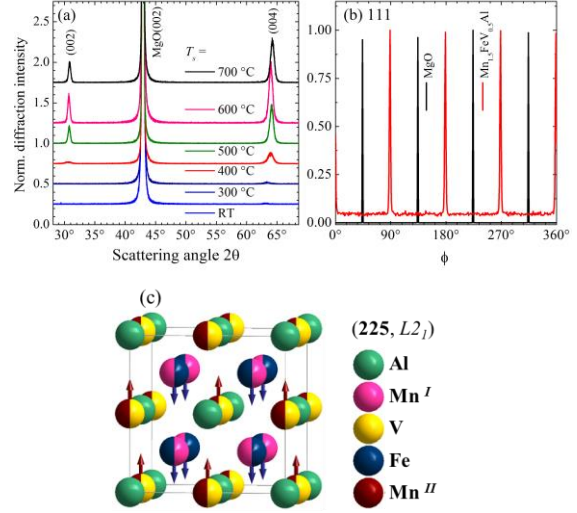 (a)
(002)
MgO(002)
(004)
T_s =
700 °C
600 °C
500 °C
400 °C
300 °C
RT
Norm. diffraction intensity
2.5
2.0
1.5
1.0
0.5
0.0
30° 35° 40° 45° 50° 55° 60° 65°
Scattering angle 2θ
(b) 111
MgO
Mn1.5FeV0.5Al
1.00
0.75
0.50
0.25
0.00
0° 90° 180° 270° 360°
ϕ
(c)
(225, L2₁)
Al
Mn I
V
Fe
Mn II